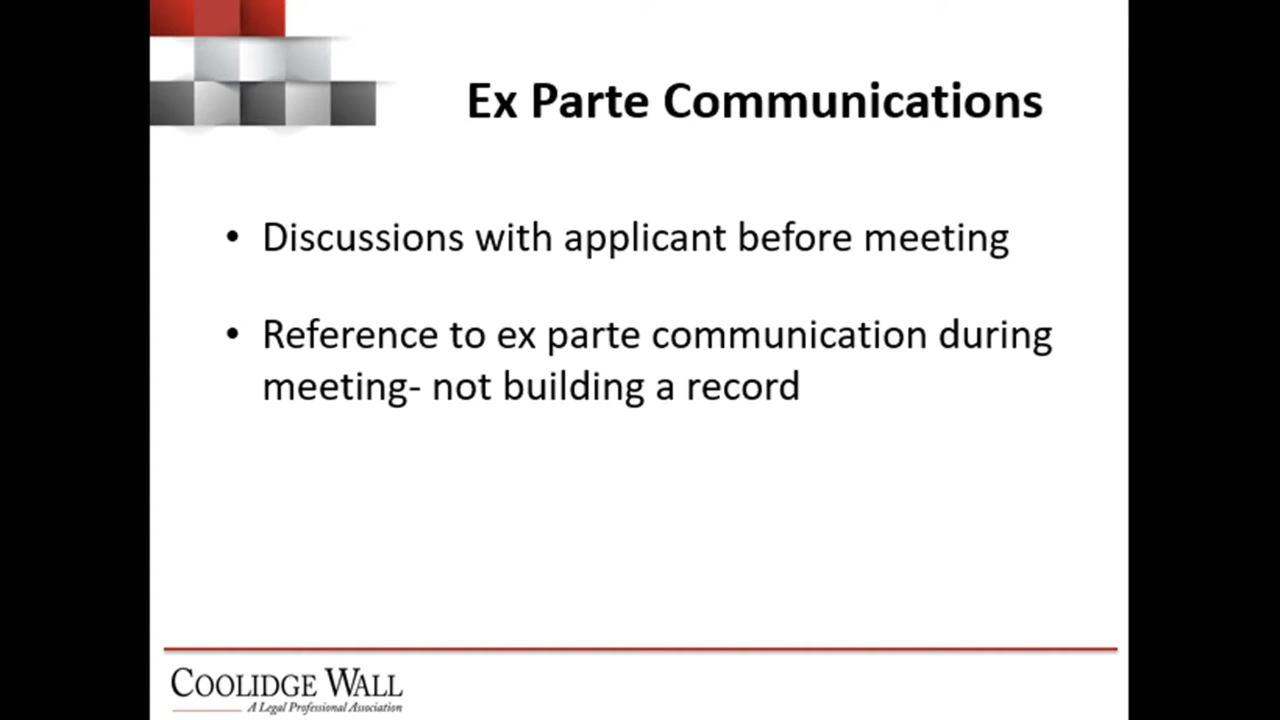 Ex Parte Communications
• Discussions with applicant before meeting
• Reference to ex parte communication during
meeting- not building a record
COOLIDGE WALL
A Legal Professional Association